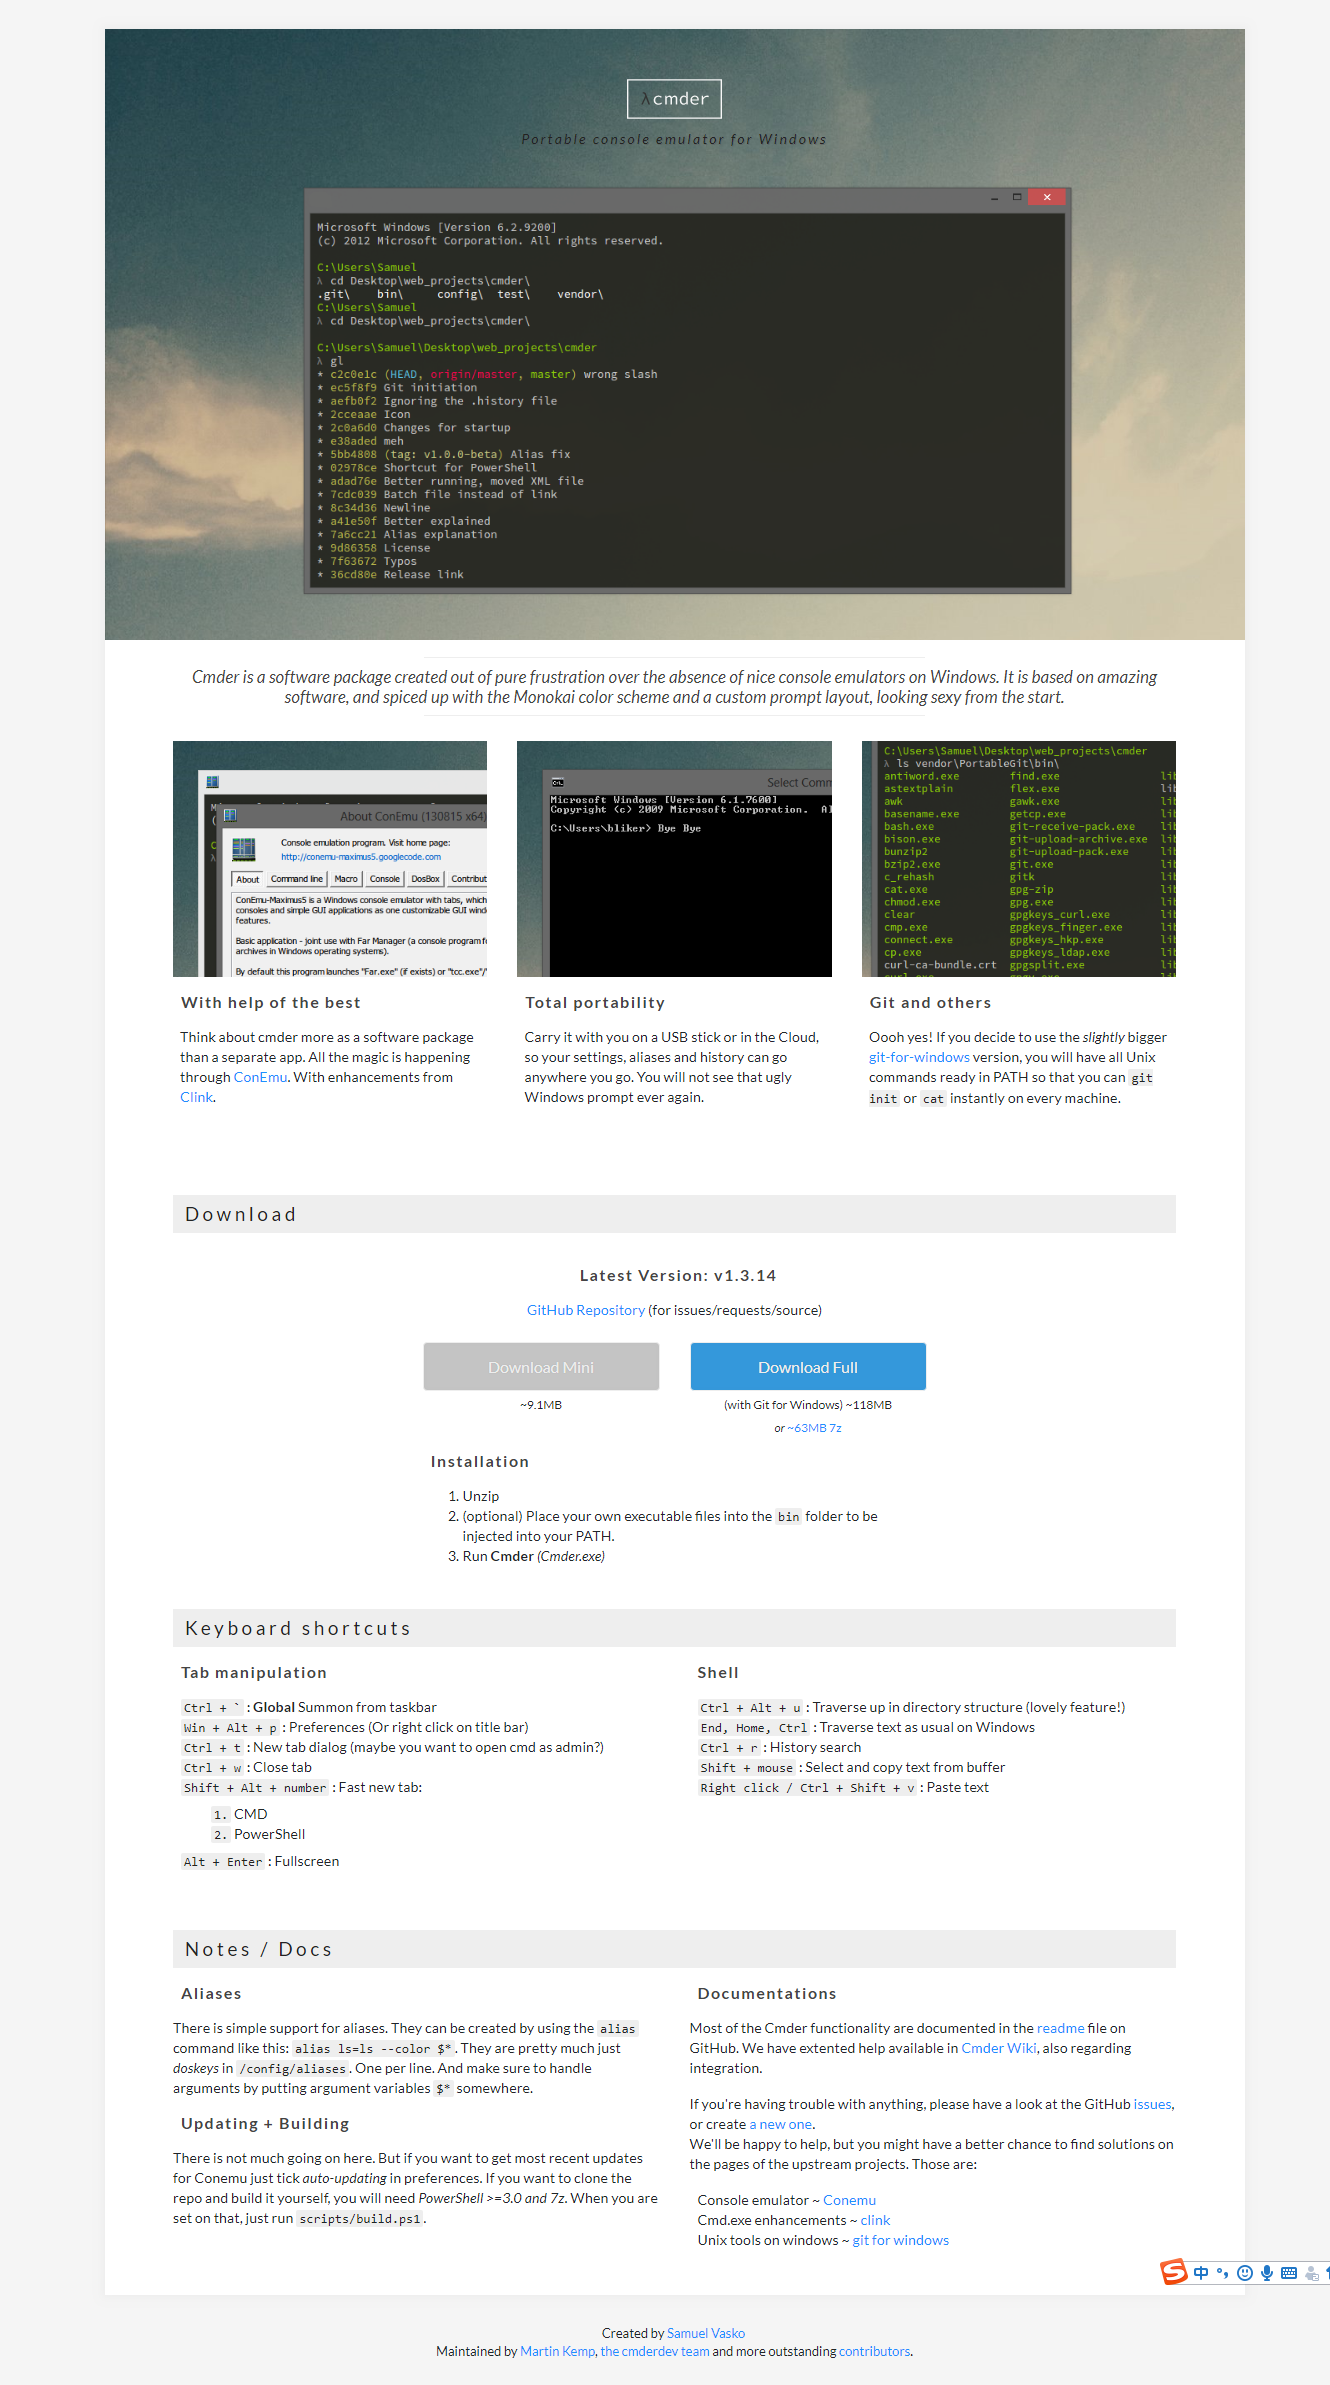 λcmder
Portable console emulator for Windows
Microsoft Windows [Version 6.2.9200]
(c) 2012 Microsoft Corporation. All rights reserved.
C:\Users\Samuel
λ cd Desktop\web_projects\cmder\
.git\    bin\     config\  test\    vendor\
C:\Users\Samuel
λ cd Desktop\web_projects\cmder\
C:\Users\Samuel\Desktop\web_projects\cmder
λ gl
* c2c0e1c (HEAD, origin/master, master) wrong slash
* ec5f8f9 Git initiation
* aefb0f2 Ignoring the .history file
* 2cceaae Icon
* 2c0a6d0 Changes for startup
* e38aded meh
* 5bb4808 (tag: v1.0.0-beta) Alias fix
* 02978ce Shortcut for PowerShell
* adad76e Better running, moved XML file
* 7cdc039 Batch file instead of link
* 8c34d36 Newline
* a41e50f Better explained
* 7a6cc21 Alias explanation
* 9d86358 License
* 7f63672 Typos
* 36cd80e Release link
Cmder is a software package created out of pure frustration over the absence of nice console emulators on Windows. It is based on amazing
software, and spiced up with the Monokai color scheme and a custom prompt layout, looking sexy from the start.
About ConEmu (130815 x64)
Console emulation program. Visit home page:
http://conemu-maximus5.googlecode.com
About Command line Macro Console DosBox Contribut
ConEmu-Maximus5 is a Windows console emulator with tabs, which
consoles and simple GUI applications as one customizable GUI wind
features.
Basic application - joint use with Far Manager (a console program f
archives in Windows operating systems).
By default this program launches "Far.exe" (if exists) or "tcc.exe"/
With help of the best
Think about cmder more as a software package
than a separate app. All the magic is happening
through ConEmu. With enhancements from
Clink.
Select Comm
Microsoft Windows [Version 6.1.7600]
Copyright (c) 2009 Microsoft Corporation.  Al
C:\Users\bliker> Bye Bye
Total portability
Carry it with you on a USB stick or in the Cloud,
so your settings, aliases and history can go
anywhere you go. You will not see that ugly
Windows prompt ever again.
C:\Users\Samuel\Desktop\web_projects\cmder
λ ls vendor\PortableGit\bin\
antiword.exe find.exe lib
astextplain flex.exe lib
awk gawk.exe lib
basename.exe getcp.exe lib
bash.exe git-receive-pack.exe lib
bison.exe git-upload-archive.exe lib
bunzip2 git-upload-pack.exe lib
bzip2.exe git.exe lib
c_rehash gitk lib
cat.exe gpg-zip lib
chmod.exe gpg.exe lib
clear gpgkeys_curl.exe lib
cmp.exe gpgkeys_finger.exe lib
connect.exe gpgkeys_hkp.exe lib
cp.exe gpgkeys_ldap.exe lib
curl-ca-bundle.crt gpgsplit.exe lib
Git and others
Oooh yes! If you decide to use the slightly bigger
git-for-windows version, you will have all Unix
commands ready in PATH so that you can git
init or cat instantly on every machine.
Download
Latest Version: v1.3.14
GitHub Repository (for issues/requests/source)
Download Mini
~9.1MB
Download Full
(with Git for Windows) ~118MB
or ~63MB 7z
Installation
1. Unzip
2. (optional) Place your own executable files into the bin folder to be
injected into your PATH.
3. Run Cmder (Cmder.exe)
Keyboard shortcuts
Tab manipulation
Ctrl + ` : Global Summon from taskbar
Win + Alt + p : Preferences (Or right click on title bar)
Ctrl + t : New tab dialog (maybe you want to open cmd as admin?)
Ctrl + w : Close tab
Shift + Alt + number : Fast new tab:
1. CMD
2. PowerShell
Alt + Enter : Fullscreen
Shell
Ctrl + Alt + u : Traverse up in directory structure (lovely feature!)
End, Home, Ctrl : Traverse text as usual on Windows
Ctrl + r : History search
Shift + mouse : Select and copy text from buffer
Right click / Ctrl + Shift + v : Paste text
Notes / Docs
Aliases
There is simple support for aliases. They can be created by using the alias
command like this: alias ls=ls --color $*. They are pretty much just
doskeys in /config/aliases. One per line. And make sure to handle
arguments by putting argument variables $* somewhere.
Updating + Building
There is not much going on here. But if you want to get most recent updates
for Conemu just tick auto-updating in preferences. If you want to clone the
repo and build it yourself, you will need PowerShell >=3.0 and 7z. When you are
set on that, just run scripts/build.ps1.
Documentations
Most of the Cmder functionality are documented in the readme file on
GitHub. We have extented help available in Cmder Wiki, also regarding
integration.
If you're having trouble with anything, please have a look at the GitHub issues,
or create a new one.
We'll be happy to help, but you might have a better chance to find solutions on
the pages of the upstream projects. Those are:
Console emulator ~ Conemu
Cmd.exe enhancements ~ clink
Unix tools on windows ~ git for windows
S 中 °,
Created by Samuel Vasko
Maintained by Martin Kemp, the cmderdev team and more outstanding contributors.